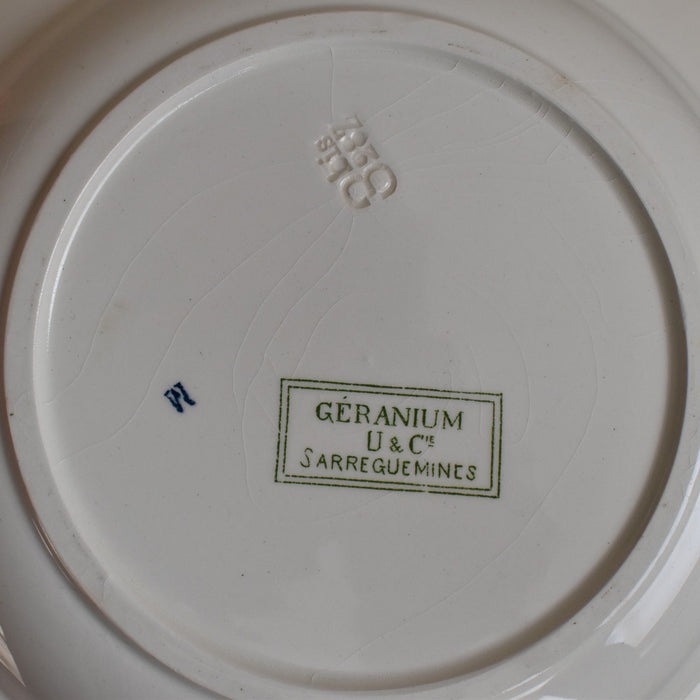 GÉRANIUM
U & CIE
SARREGUEMINES
M